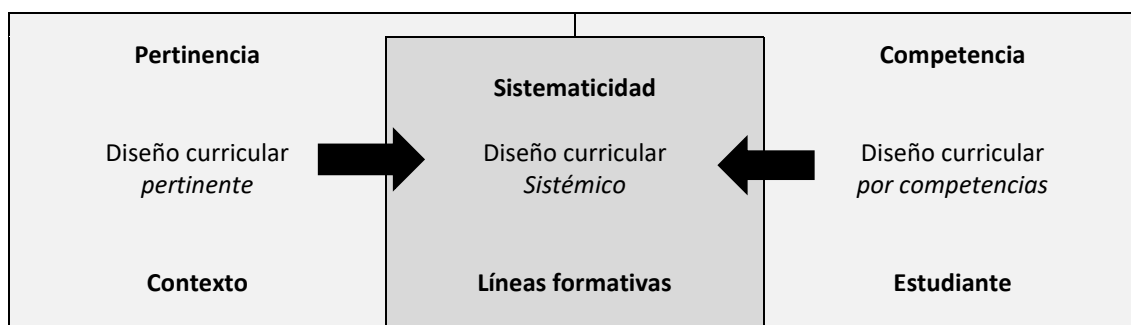 Pertinencia
Diseño curricular
pertinente
Contexto
Sistematicidad
Diseño curricular
Sistémico
Líneas formativas
Competencia
Diseño curricular
por competencias
Estudiante